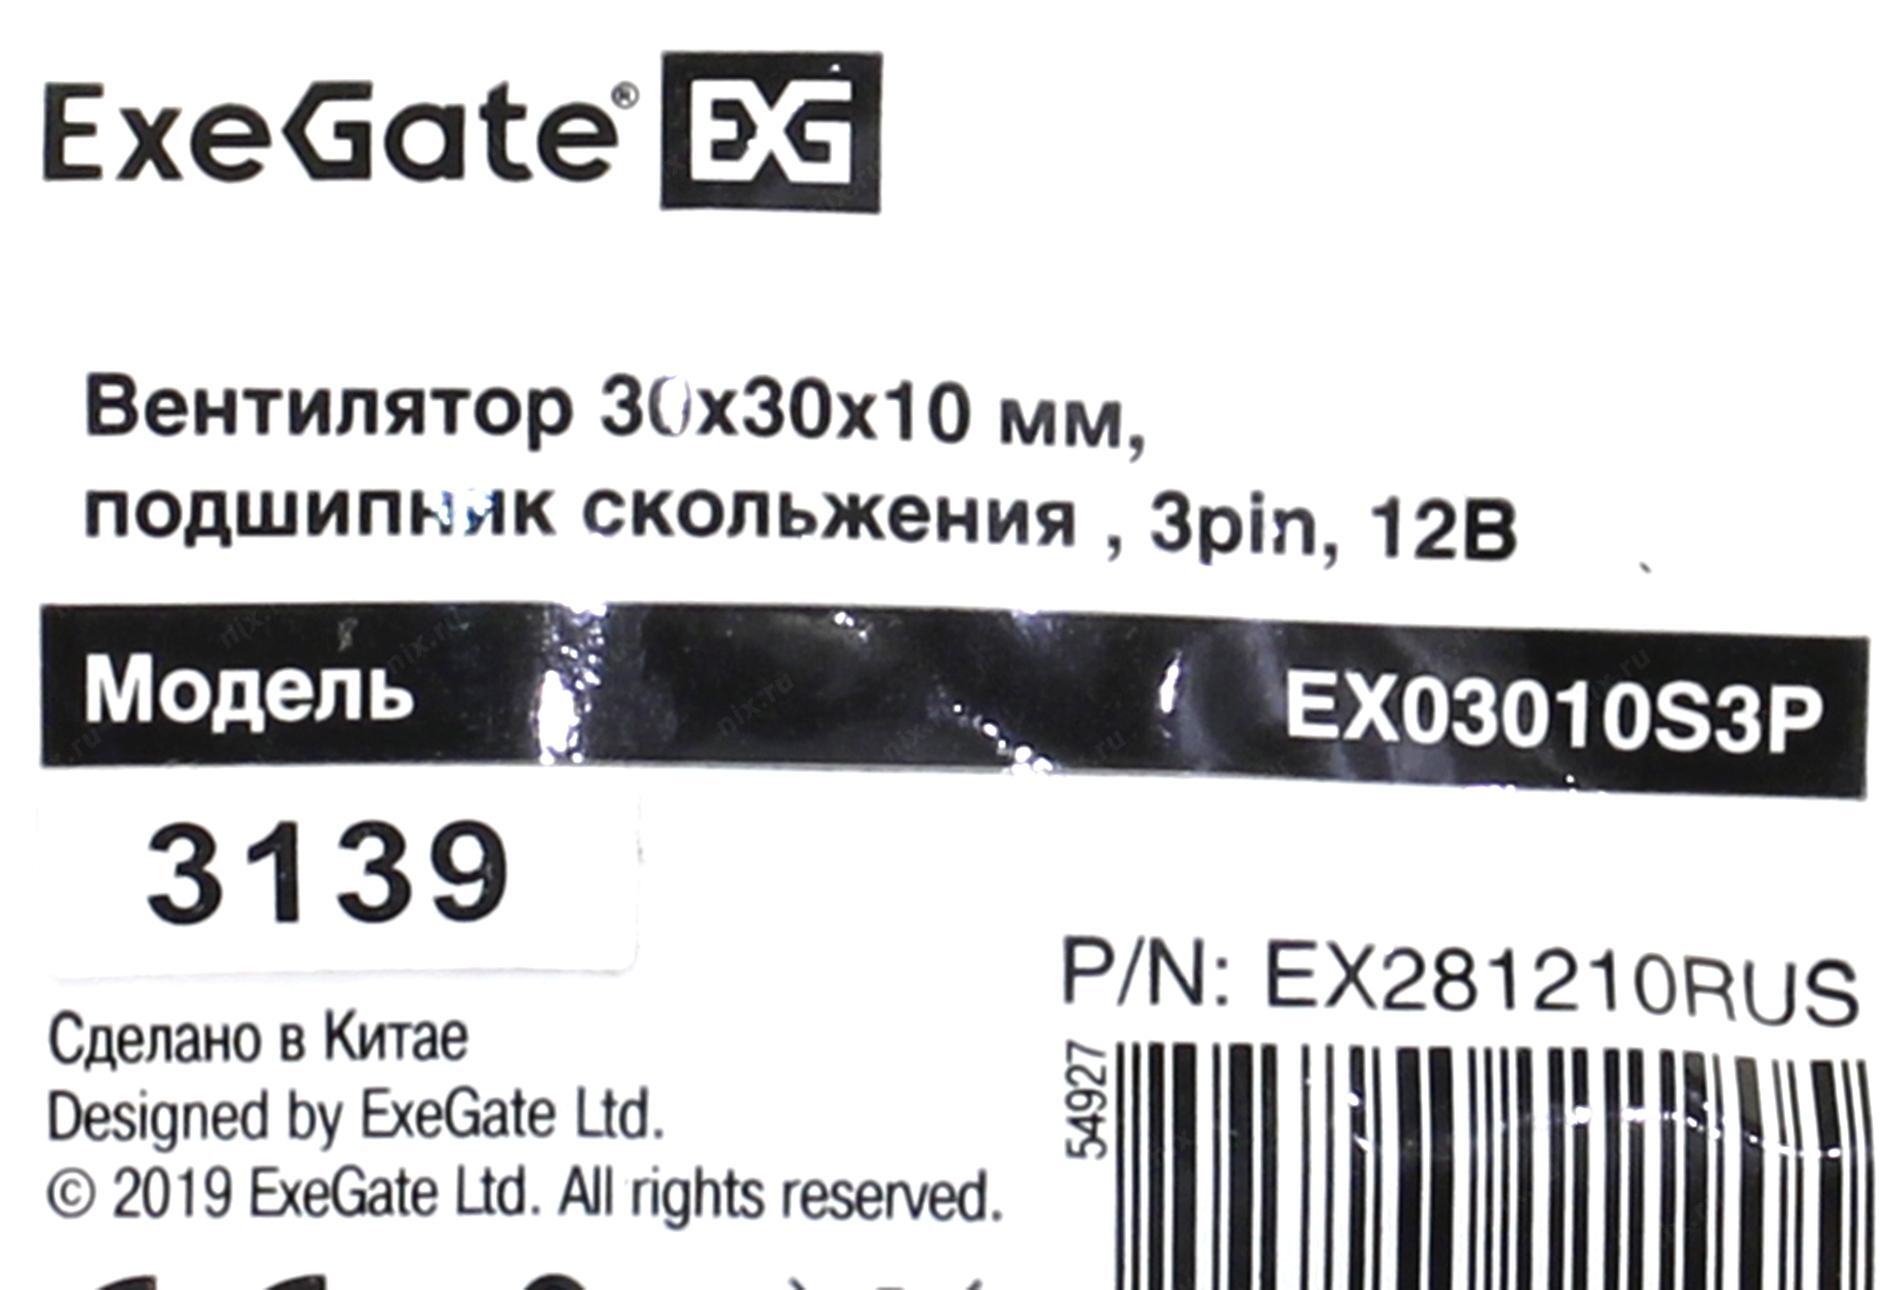 ExeGate® EXG
Вентилятор 30x30x10 мм,
подшипник скольжения , 3pin, 12В
Модель EX03010S3P
3139
P/N: EX281210RUS
54927
Сделано в Китае
Designed by ExeGate Ltd.
© 2019 ExeGate Ltd. All rights reserved.